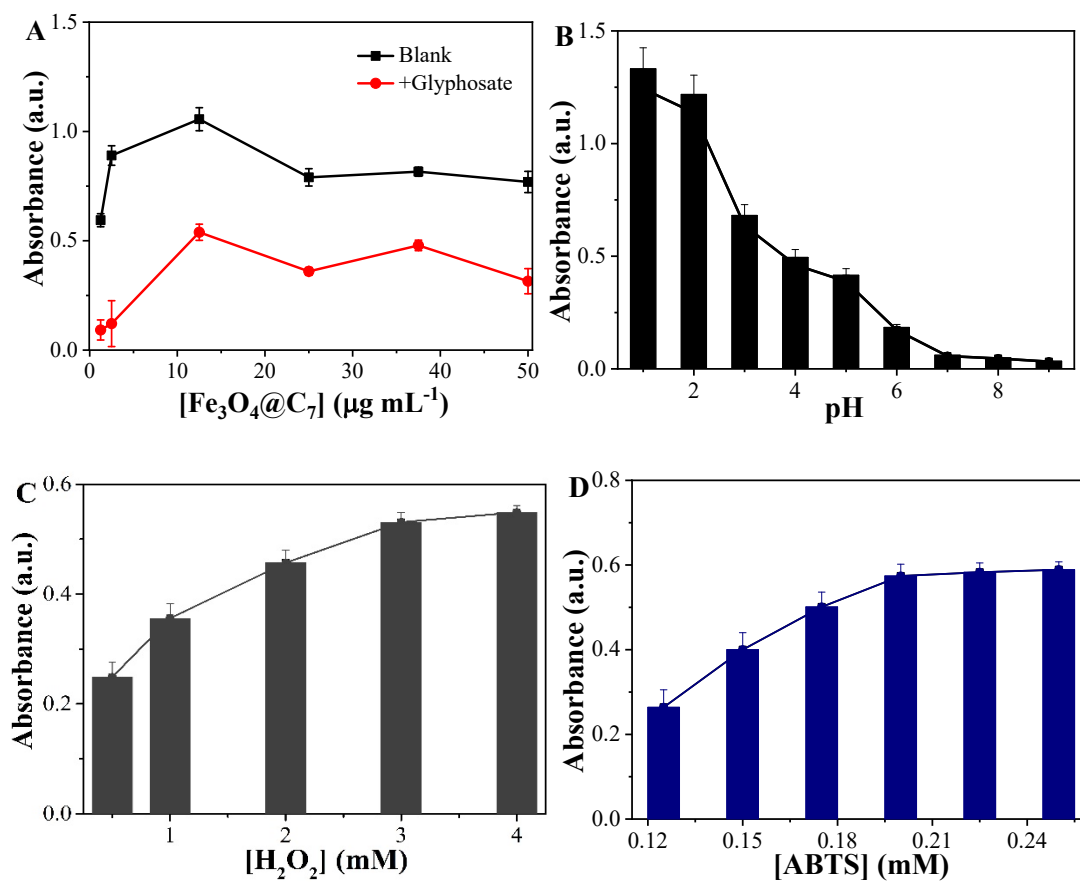 A
Blank
+Glyphosate
Absorbance (a.u.)
1.5
1.0
0.5
0.0
0 10 20 30 40 50
[Fe₃O₄@C₇] (μg mL⁻¹)
B
Absorbance (a.u.)
1.5
1.0
0.5
0.0
2 4 6 8
pH
C
Absorbance (a.u.)
0.6
0.4
0.2
0.0
1 2 3 4
[H₂O₂] (mM)
D
Absorbance (a.u.)
0.8
0.6
0.4
0.2
0.0
0.12 0.15 0.18 0.21 0.24
[ABTS] (mM)